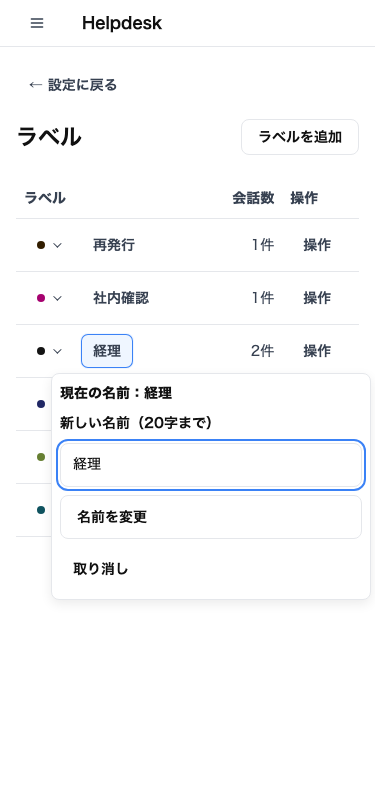 Helpdesk
← 設定に戻る
ラベル
ラベルを追加
ラベル 会話数 操作
再発行 1件 操作
社内確認 1件 操作
経理 2件 操作
現在の名前：経理
新しい名前（20字まで）
経理
名前を変更
取り消し